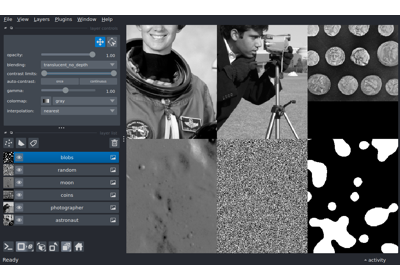 File View Layers Plugins Window Help
opacity: 1.00
blending: translucent_no_depth
contrast limits:
auto-contrast: once continuous
gamma: 1.00
colormap: gray
interpolation: nearest
blobs
random
moon
coins
photographer
astronaut
Ready
activity